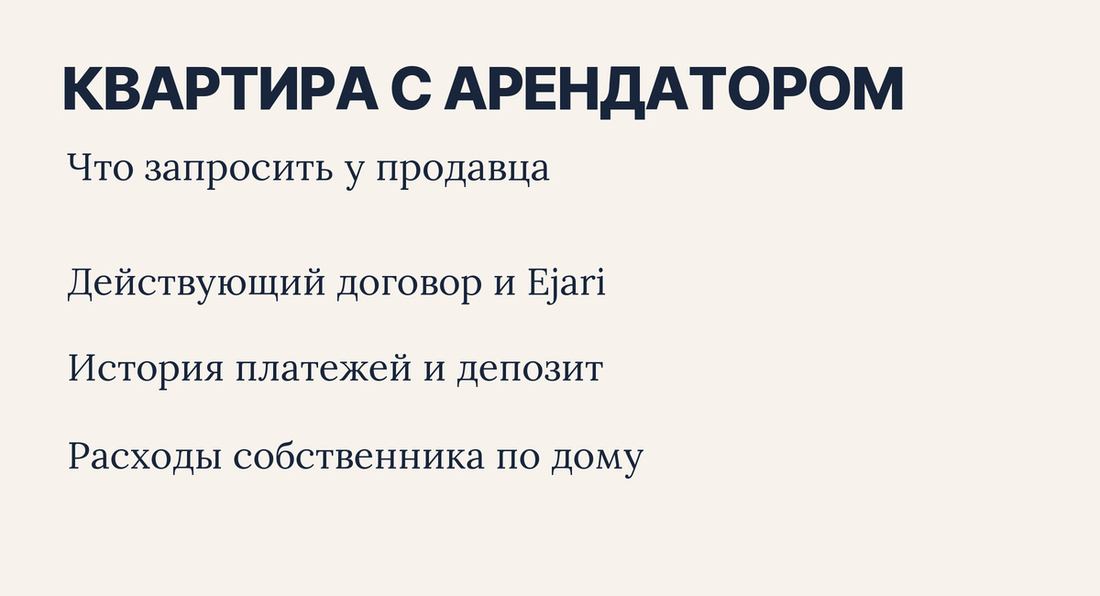 КВАРТИРА С АРЕНДАТОРОМ
Что запросить у продавца
Действующий договор и Ejari
История платежей и депозит
Расходы собственника по дому